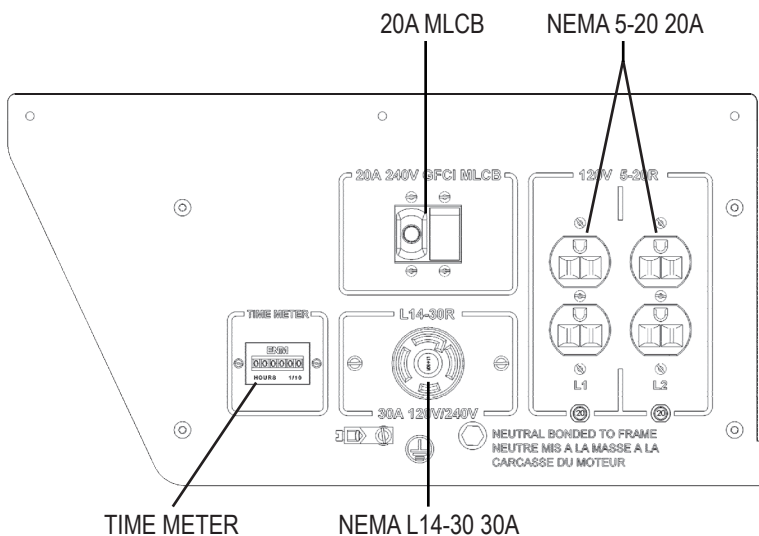 20A MLCB
NEMA 5-20 20A
20A 240V GFCI MLCB
120V 5-20R
TIME METER
ENM
000000
HOURS 1/10
L14-30R
30A 120V/240V
L1
L2
20
20
NEUTRAL BONDED TO FRAME
NEUTRE MIS A LA MASSE A LA
CARCASSE DU MOTEUR
TIME METER
NEMA L14-30 30A